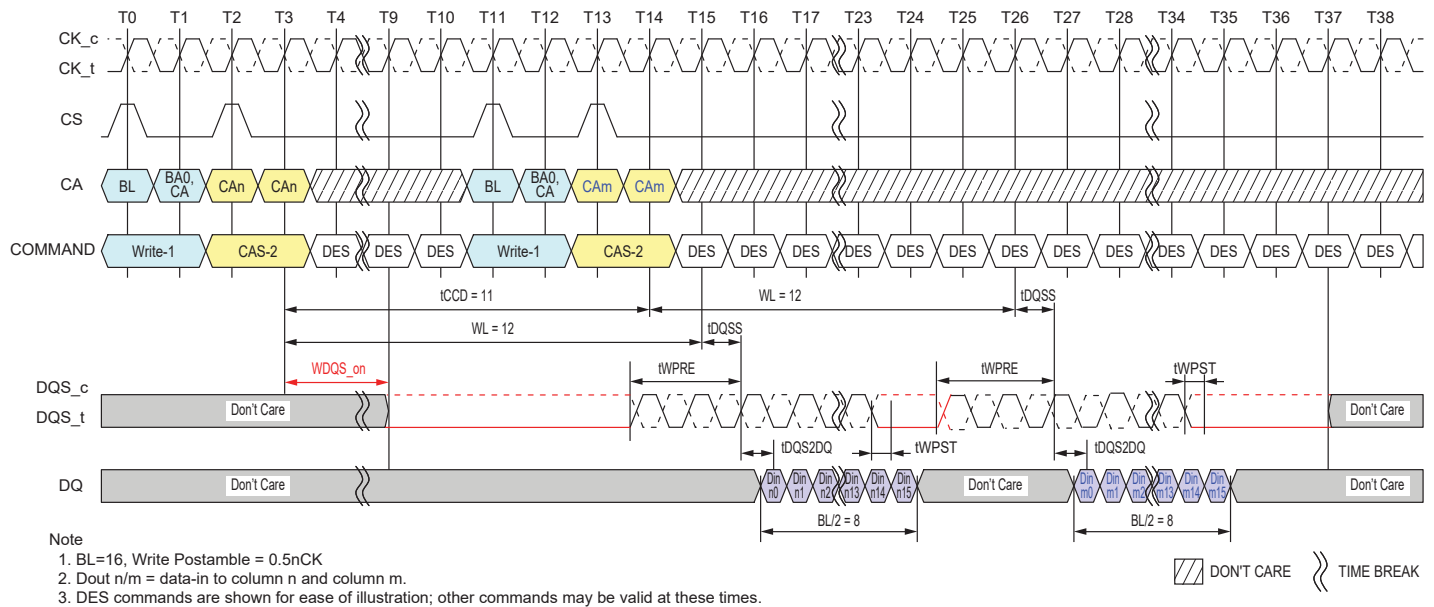 T0 T1 T2 T3 T4 T9 T10 T11 T12 T13 T14 T15 T16 T17 T23 T24 T25 T26 T27 T28 T34 T35 T36 T37 T38
CK_c
CK_t
CS
CA BL BA0, CA CAn CAn BL BA0, CA CAm CAm
COMMAND Write-1 CAS-2 DES DES DES Write-1 CAS-2 DES DES DES DES DES DES DES DES DES DES DES DES DES DES
tCCD = 11 WL = 12 tDQSS
WL = 12 tDQSS
WDQS_on tWPRE tWPRE tWPST
DQS_c
DQS_t Don't Care Don't Care
tDQS2DQ tWPST tDQS2DQ
DQ Don't Care Din n0 Din n1 Din n2 Din n13 Din n14 Din n15 Don't Care Din m0 Din m1 Din m2 Din m13 Din m14 Din m15 Don't Care
BL/2 = 8 BL/2 = 8
Note
1. BL=16, Write Postamble = 0.5nCK
2. Dout n/m = data-in to column n and column m.
3. DES commands are shown for ease of illustration; other commands may be valid at these times.
DON'T CARE TIME BREAK